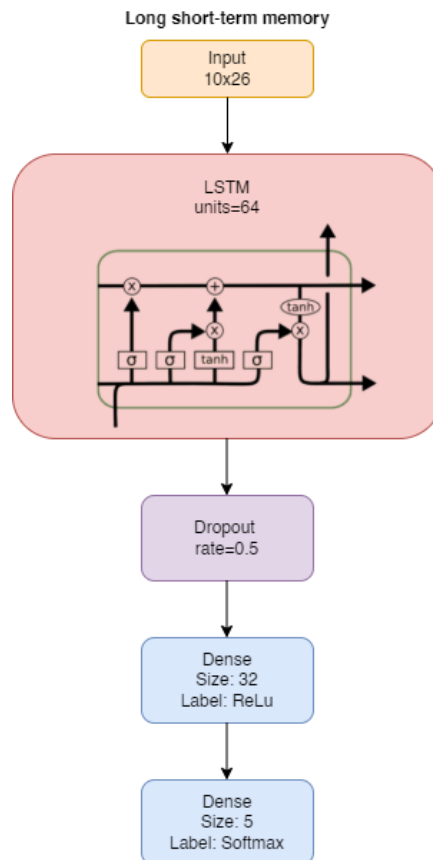 Long short-term memory
Input
10x26
LSTM
units=64
x
+
tanh
x
x
σ
σ
tanh
σ
Dropout
rate=0.5
Dense
Size: 32
Label: ReLu
Dense
Size: 5
Label: Softmax